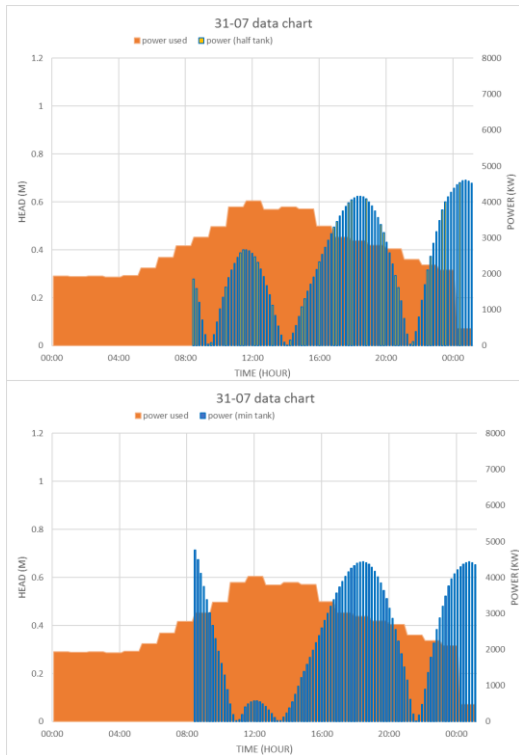 31-07 data chart
power used power (half tank)
1.2 8000
7000
1
6000
0.8
5000
0.6 4000
3000
0.4
2000
0.2
1000
0 0
HEAD (M)
POWER (KW)
00:00 04:00 08:00 12:00 16:00 20:00 00:00
TIME (HOUR)
31-07 data chart
power used power (min tank)
1.2 8000
7000
1
6000
0.8
5000
0.6 4000
3000
0.4
2000
0.2
1000
0 0
HEAD (M)
POWER (KW)
00:00 04:00 08:00 12:00 16:00 20:00 00:00
TIME (HOUR)